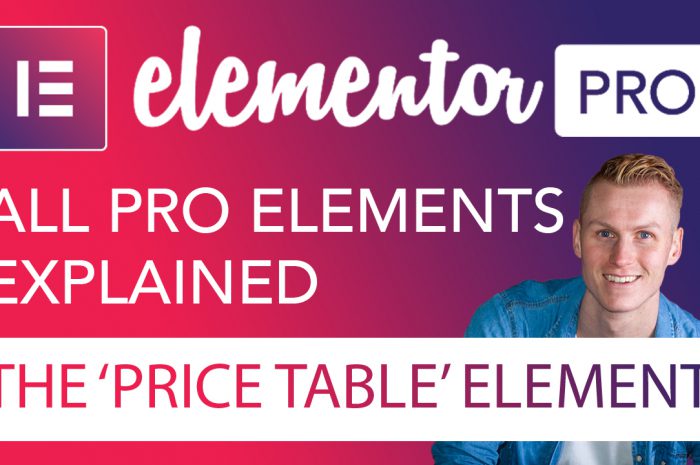 elementor PRO
ALL PRO ELEMENTS
EXPLAINED
THE ‘PRICE TABLE’ ELEMENT